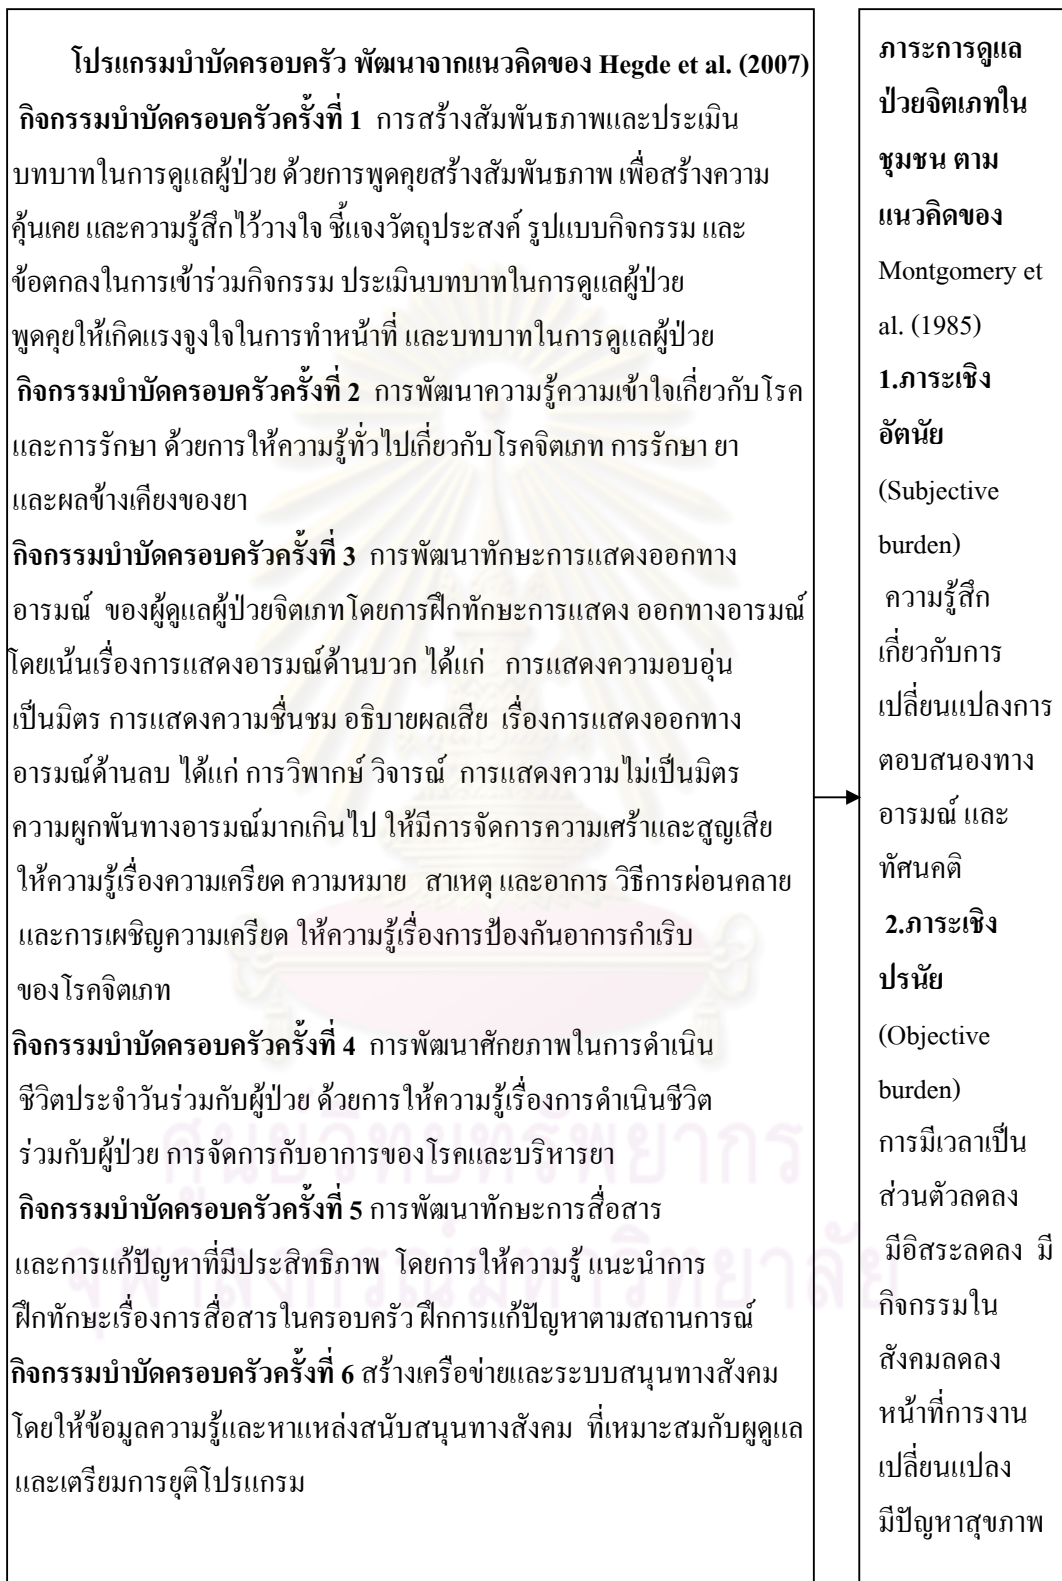 โปรแกรมบำบัดครอบครัว พัฒนาจากแนวคิดของ Hegde et al. (2007)
กิจกรรมบำบัดครอบครัวครั้งที่ 1 การสร้างสัมพันธภาพและประเมิน
บทบาทในการดูแลผู้ป่วย ด้วยการพูดคุยสร้างสัมพันธภาพ เพื่อสร้างความ
คุ้นเคย และความรู้สึกไว้วางใจ ชี้แจงวัตถุประสงค์ รูปแบบกิจกรรม และ
ข้อตกลงในการเข้าร่วมกิจกรรม ประเมินบทบาทในการดูแลผู้ป่วย
พูดคุยให้เกิดแรงจูงใจในการทำหน้าที่ และบทบาทในการดูแลผู้ป่วย
กิจกรรมบำบัดครอบครัวครั้งที่ 2 การพัฒนาความรู้ความเข้าใจเกี่ยวกับโรค
และการรักษา ด้วยการให้ความรู้ทั่วไปเกี่ยวกับโรคจิตเภท การรักษา ยา
และผลข้างเคียงของยา
กิจกรรมบำบัดครอบครัวครั้งที่ 3 การพัฒนาทักษะการแสดงออกทาง
อารมณ์ ของผู้ดูแลผู้ป่วยจิตเภทโดยการฝึกทักษะการแสดง ออกทางอารมณ์
โดยเน้นเรื่องการแสดงอารมณ์ด้านบวก ได้แก่ การแสดงความอบอุ่น
เป็นมิตร การแสดงความชื่นชม อธิบายผลเสีย เรื่องการแสดงออกทาง
อารมณ์ด้านลบ ได้แก่ การวิพากษ์ วิจารณ์ การแสดงความไม่เป็นมิตร
ความผูกพันทางอารมณ์มากเกินไป ให้มีการจัดการความเศร้าและสูญเสีย
ให้ความรู้เรื่องความเครียด ความหมาย สาเหตุ และอาการ วิธีการผ่อนคลาย
และการเผชิญความเครียด ให้ความรู้เรื่องการป้องกันอาการกำเริบ
ของโรคจิตเภท
กิจกรรมบำบัดครอบครัวครั้งที่ 4 การพัฒนาศักยภาพในการดำเนิน
ชีวิตประจำวันร่วมกับผู้ป่วย ด้วยการให้ความรู้เรื่องการดำเนินชีวิต
ร่วมกับผู้ป่วย การจัดการกับอาการของโรคและบริหารยา
กิจกรรมบำบัดครอบครัวครั้งที่ 5 การพัฒนาทักษะการสื่อสาร
และการแก้ปัญหาที่มีประสิทธิภาพ โดยการให้ความรู้ แนะนำการ
ฝึกทักษะเรื่องการสื่อสารในครอบครัว ฝึกการแก้ปัญหาตามสถานการณ์
กิจกรรมบำบัดครอบครัวครั้งที่ 6 สร้างเครือข่ายและระบบสนุนทางสังคม
โดยให้ข้อมูลความรู้และหาแหล่งสนับสนุนทางสังคม ที่เหมาะสมกับผูดูแล
และเตรียมการยุติโปรแกรม
ภาระการดูแล
ป่วยจิตเภทใน
ชุมชน ตาม
แนวคิดของ
Montgomery et
al. (1985)
1.ภาระเชิง
อัตนัย
(Subjective
burden)
ความรู้สึก
เกี่ยวกับการ
เปลี่ยนแปลงการ
ตอบสนองทาง
อารมณ์ และ
ทัศนคติ
2.ภาระเชิง
ปรนัย
(Objective
burden)
การมีเวลาเป็น
ส่วนตัวลดลง
มีอิสระลดลง มี
กิจกรรมใน
สังคมลดลง
หน้าที่การงาน
เปลี่ยนแปลง
มีปัญหาสุขภาพ
ศูนย์วิทยทรัพยากร
จุฬาลงกรณ์มหาวิทยาลัย